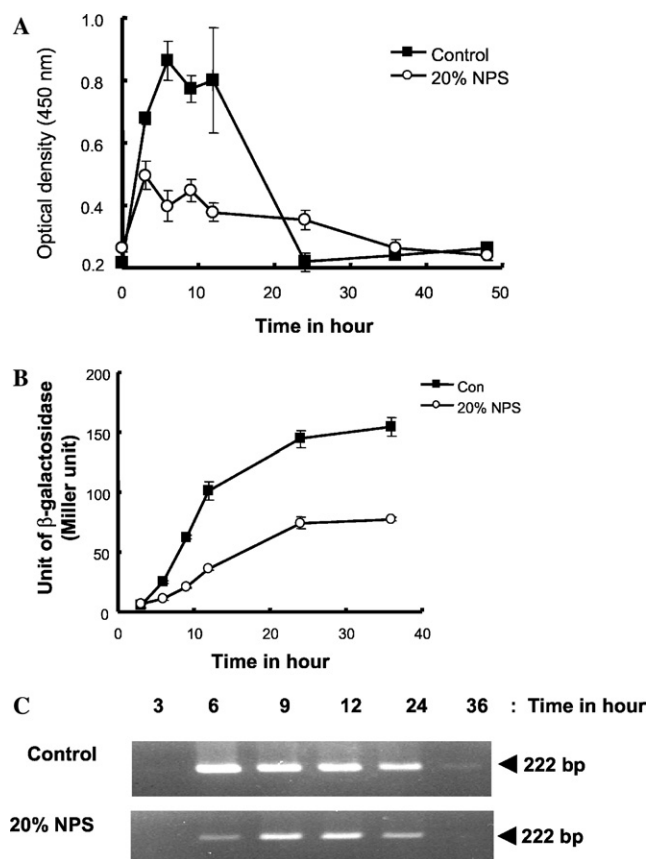 A
Optical density (450 nm)
1.0
0.8
0.6
0.4
0.2
0 10 20 30 40 50
Time in hour
Control
20% NPS
B
Unit of β-galactosidase
(Miller unit)
200
150
100
50
0
0 10 20 30 40
Time in hour
Con
20% NPS
C
3 6 9 12 24 36 : Time in hour
Control
222 bp
20% NPS
222 bp